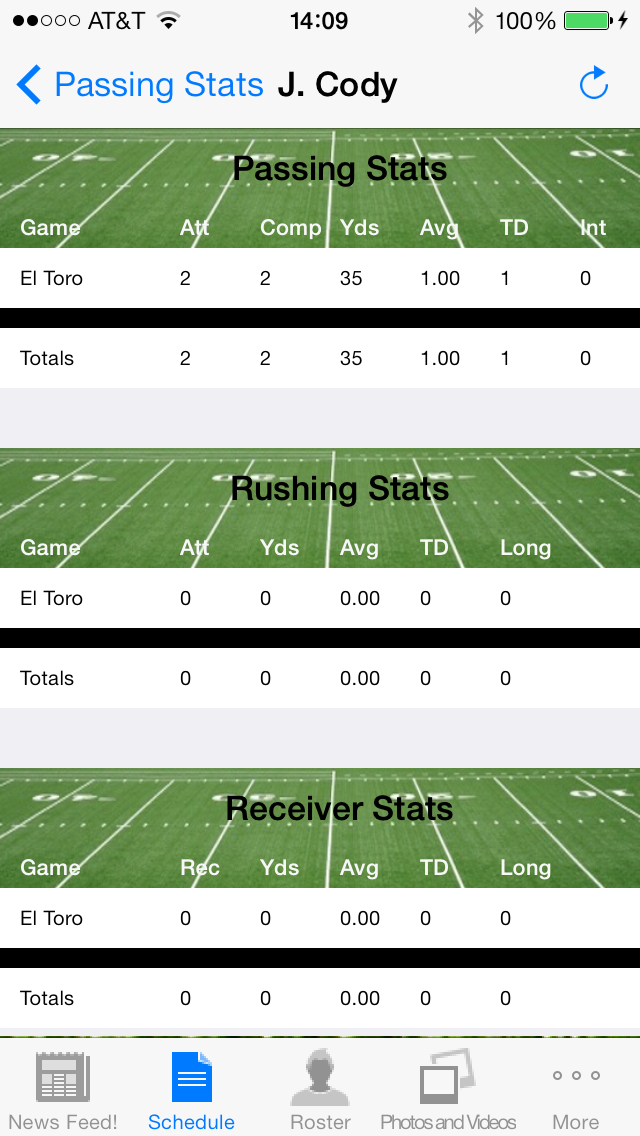 AT&T 14:09 100%
Passing Stats J. Cody
Passing Stats
Game Att Comp Yds Avg TD Int
El Toro 2 2 35 1.00 1 0
Totals 2 2 35 1.00 1 0
Rushing Stats
Game Att Yds Avg TD Long
El Toro 0 0 0.00 0 0
Totals 0 0 0.00 0 0
Receiver Stats
Game Rec Yds Avg TD Long
El Toro 0 0 0.00 0 0
Totals 0 0 0.00 0 0
News Feed! Schedule Roster Photos and Videos More